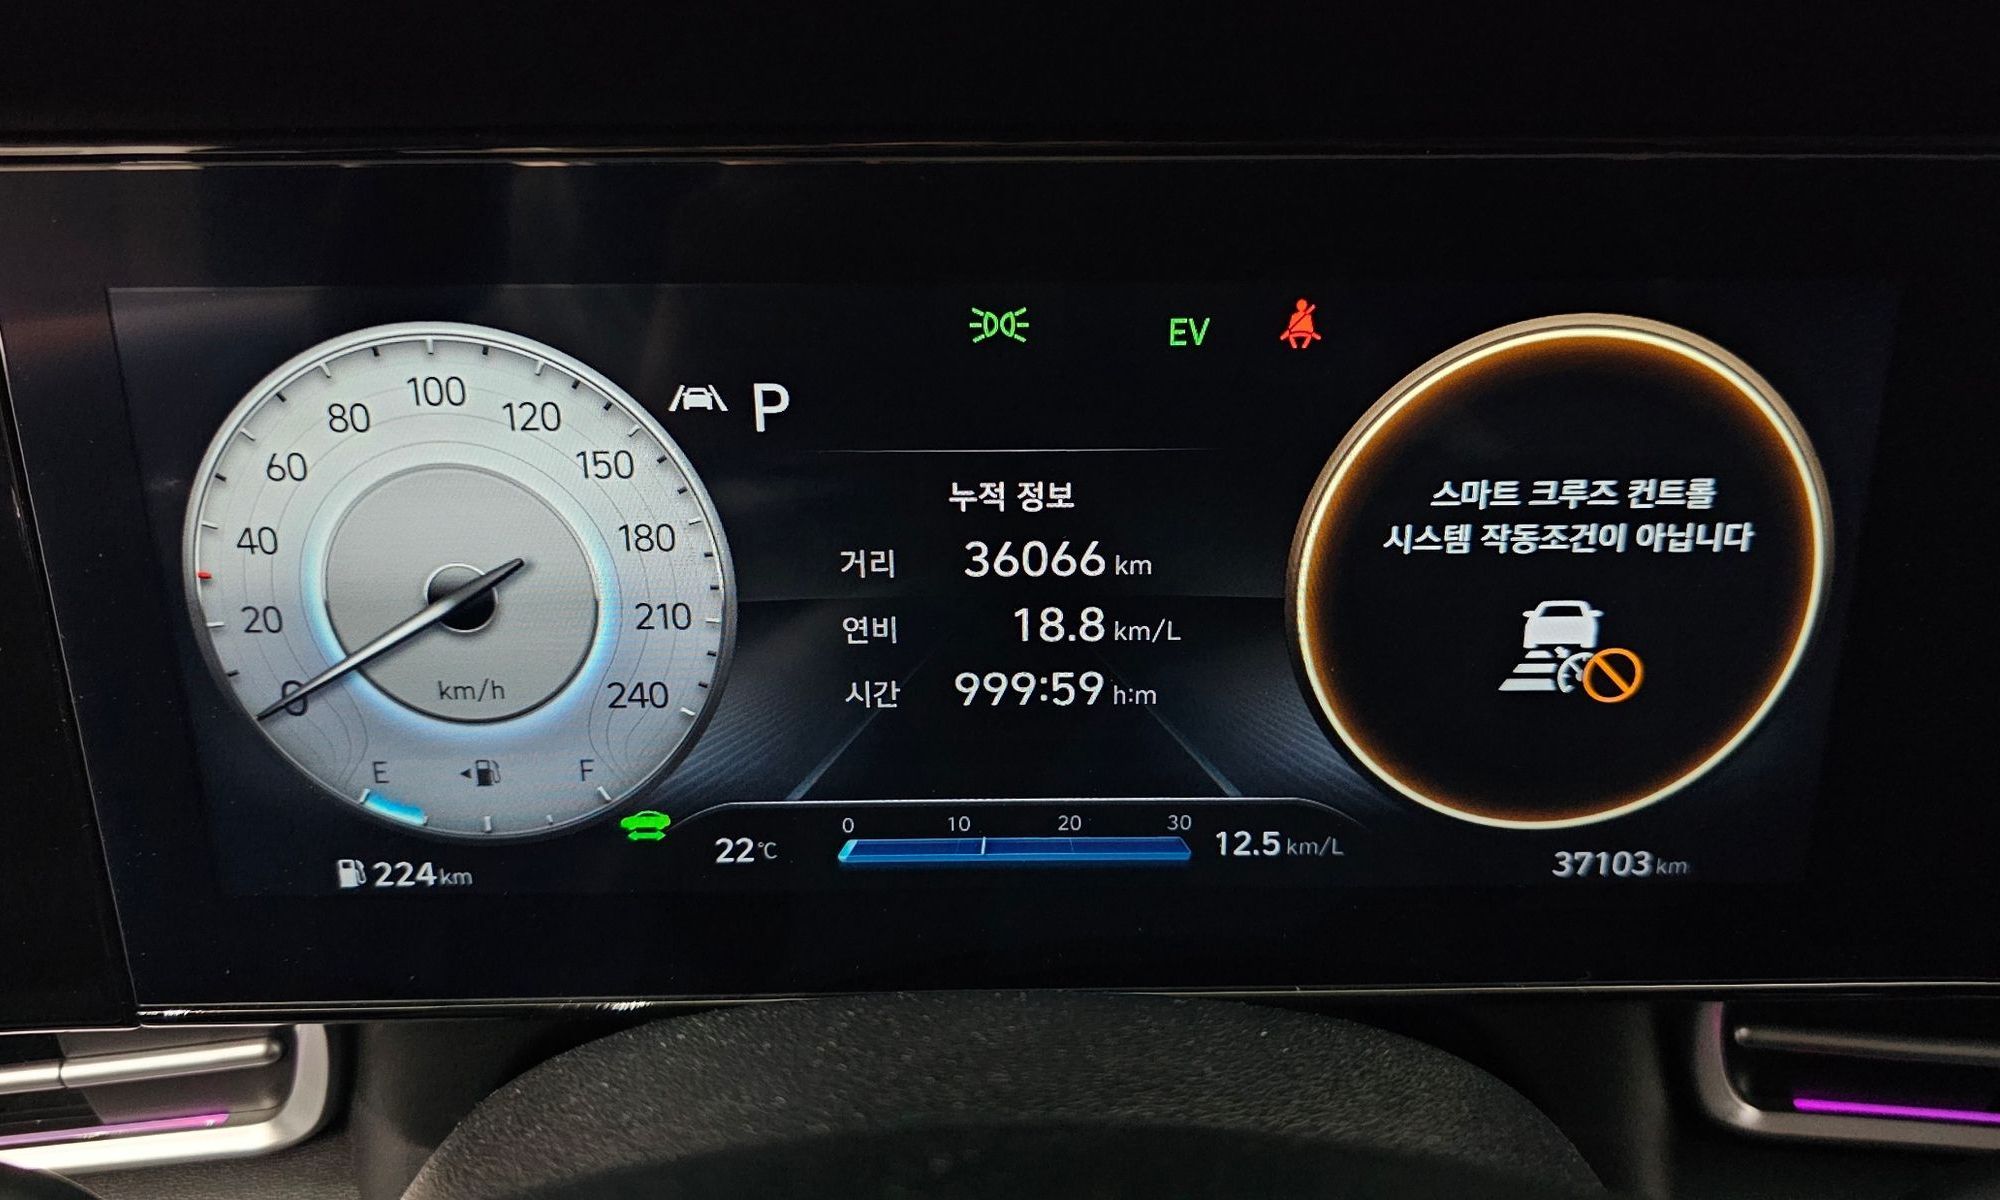 EV
P
100
80
120
60
150
40
180
20
210
0
240
km/h
E
F
224 km
누적 정보
거리 36066 km
연비 18.8 km/L
시간 999:59 h:m
22°C
0 10 20 30
12.5 km/L
스마트 크루즈 컨트롤
시스템 작동조건이 아닙니다
37103 km